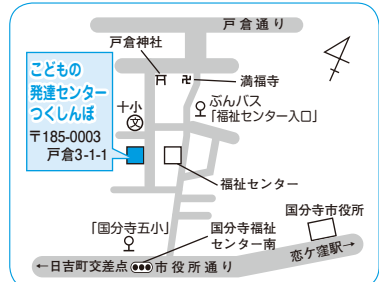 戸倉通り
戸倉神社
満福寺
こどもの
発達センター
つくしんぼ
〒185-0003
戸倉3-1-1
十小
文
ぶんバス
「福祉センター入口」
福祉センター
国分寺市役所
「国分寺五小」
国分寺福祉
センター南
恋ケ窪駅→
←日吉町交差点
市役所通り